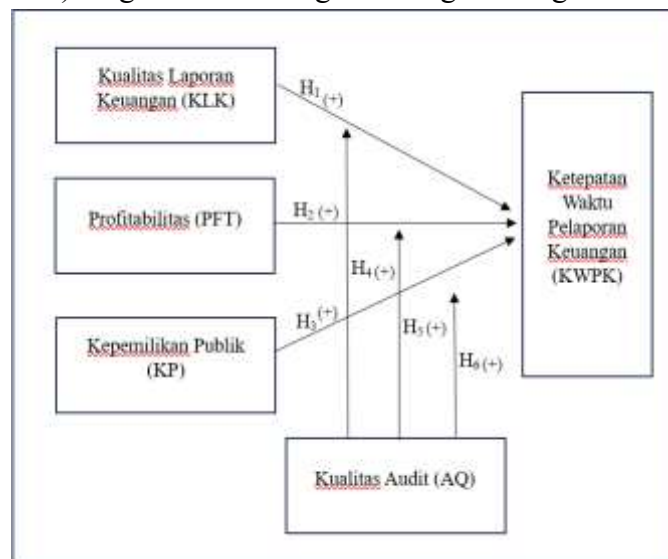 Kualitas Laporan
Keuangan (KLK)
H1 (+)
Ketepatan
Waktu
Pelaporan
Keuangan
(KWPK)
Profitabilitas (PFT)
H2 (+)
H4 (+)
H3 (+)
H5 (+)
Kepemilikan Publik
(KP)
H6 (+)
Kualitas Audit (AQ)